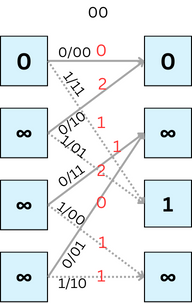 00
0 0/00 0 0
1/11
2
∞ 0/10 1 ∞
1/01 1
0/11 2
∞ 1/00 0 1
0/01 1
∞ 1/10 1 ∞